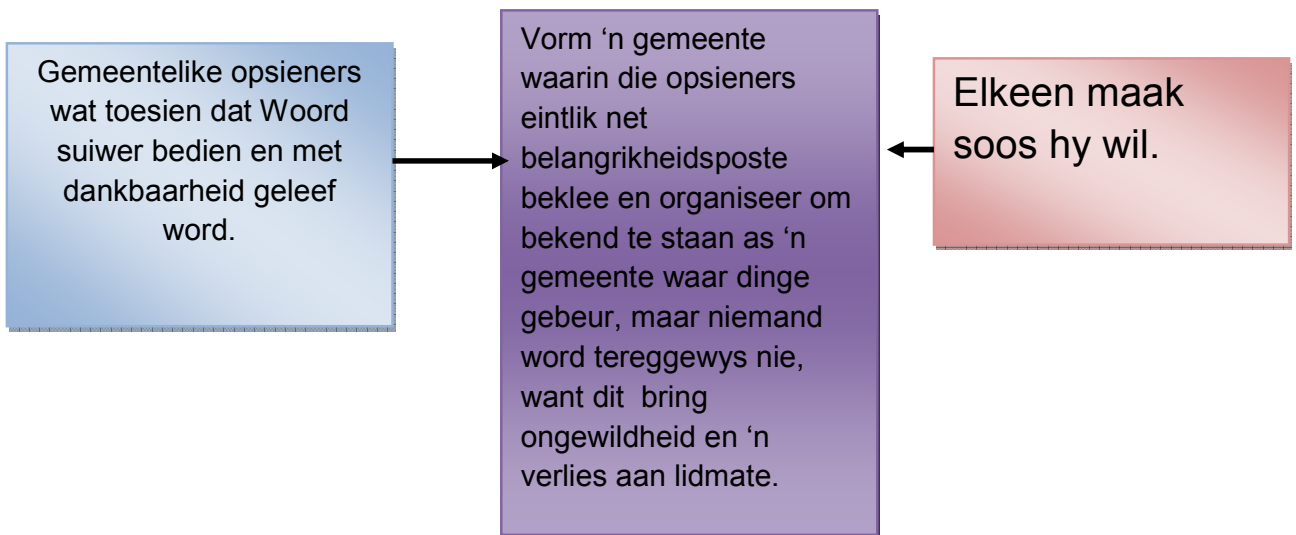 Gemeentelike opsieners
wat toesien dat Woord
suiwer bedien en met
dankbaarheid geleef
word.
Vorm ‘n gemeente
waarin die opsieners
eintlik net
belangrikheidsposte
beklee en organiseer om
bekend te staan as ‘n
gemeente waar dinge
gebeur, maar niemand
word tereggewys nie,
want dit  bring
ongewildheid en ‘n
verlies aan lidmate.
Elkeen maak
soos hy wil.